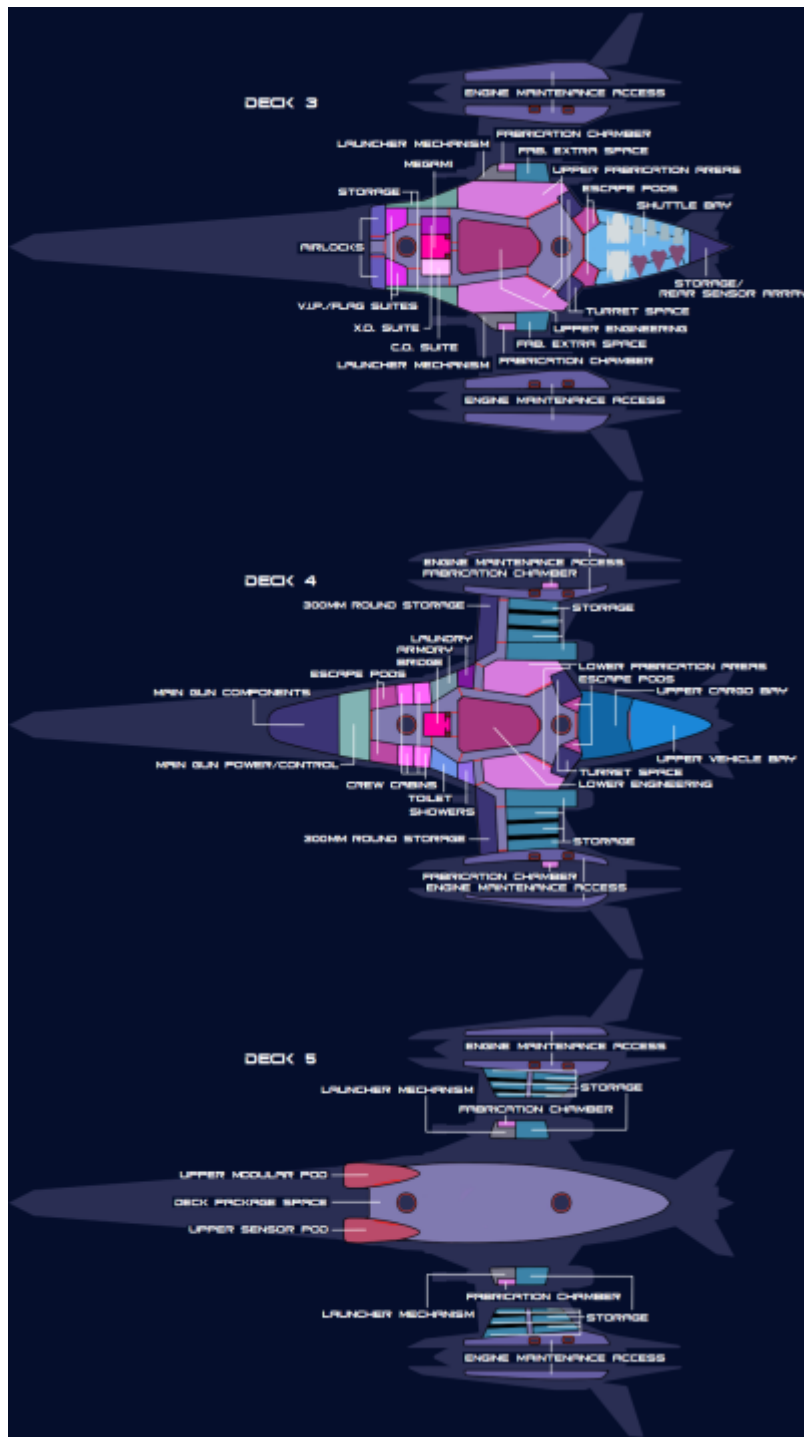 ENGINE MAINTENANCE ACCESS
DECK 3
FABRICATION CHAMBER
LAUNCHER MECHANISM
FAB. EXTRA SPACE
MEGAMI
UPPER FABRICATION AREAS
STORAGE
ESCAPE PODS
SHUTTLE BAY
AIRLOCKS
STORAGE/
REAR SENSOR ARRAY
V.I.P./FLAG SUITES
TURRET SPACE
X.O. SUITE
UPPER ENGINEERING
C.O. SUITE
FAB. EXTRA SPACE
LAUNCHER MECHANISM
FABRICATION CHAMBER
ENGINE MAINTENANCE ACCESS
ENGINE MAINTENANCE ACCESS
FABRICATION CHAMBER
DECK 4
300MM ROUND STORAGE
STORAGE
LAUNDRY
ARMORY
BRIDGE
LOWER FABRICATION AREAS
ESCAPE PODS
ESCAPE PODS
MAIN GUN COMPONENTS
UPPER CARGO BAY
MAIN GUN POWER/CONTROL
UPPER VEHICLE BAY
TURRET SPACE
CREW CABINS
LOWER ENGINEERING
TOILET
SHOWERS
300MM ROUND STORAGE
STORAGE
FABRICATION CHAMBER
ENGINE MAINTENANCE ACCESS
ENGINE MAINTENANCE ACCESS
DECK 5
LAUNCHER MECHANISM
STORAGE
FABRICATION CHAMBER
UPPER MODULAR POD
DECK PACKAGE SPACE
UPPER SENSOR POD
FABRICATION CHAMBER
LAUNCHER MECHANISM
STORAGE
ENGINE MAINTENANCE ACCESS